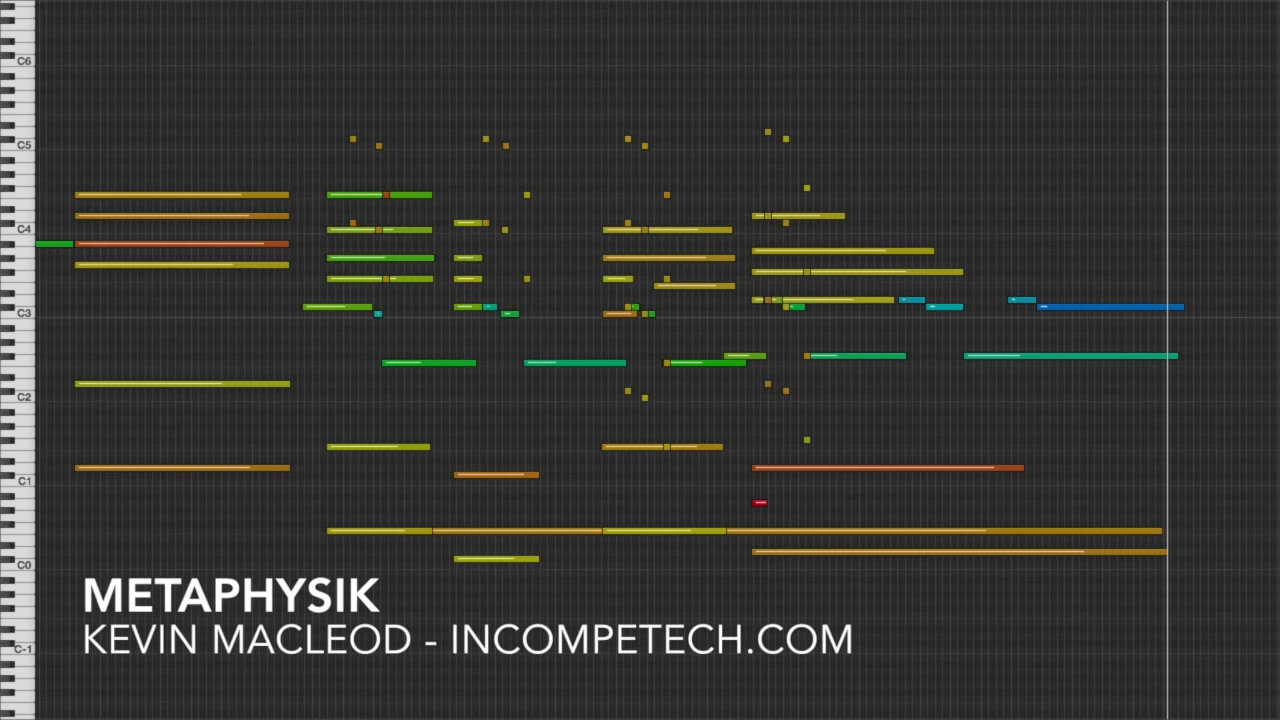 C6
C5
C4
C3
C2
C1
C0
METAPHYSIK
KEVIN MACLEOD - INCOMPETECH.COM
C-1